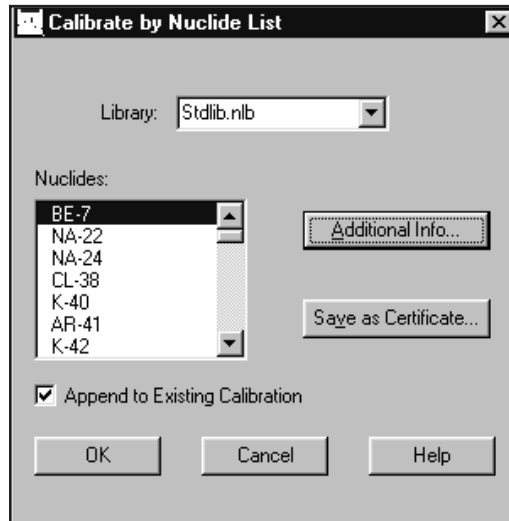 Calibrate by Nuclide List
Library: Stdlib.nlb
Nuclides:
BE-7
NA-22
NA-24
CL-38
K-40
AR-41
K-42
Additional Info...
Save as Certificate...
Append to Existing Calibration
OK Cancel Help